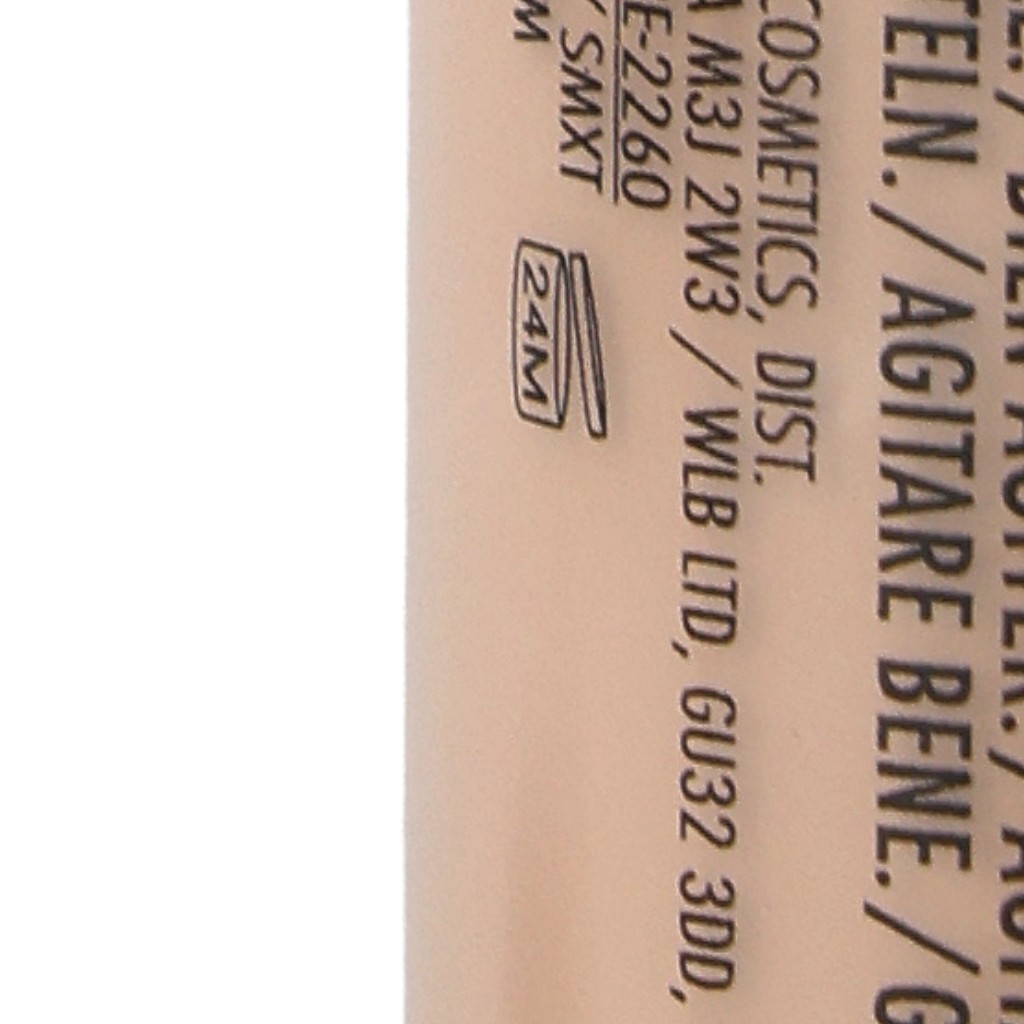 TELN. / AGITARE BENE. / G
COSMETICS, DIST.
A M3J 2W3 / WLB LTD, GU32 3DD,
E-2260
/ SMXT
M
24M